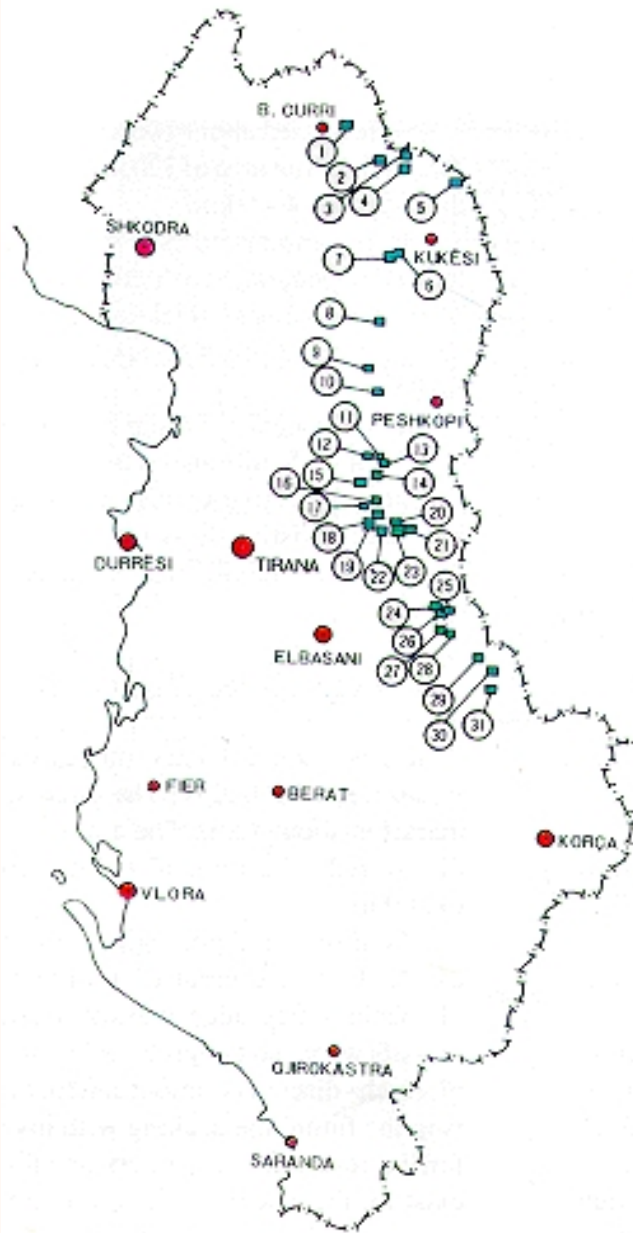 B. CURRI
1
2
3
4
5
SHKODRA
KUKËSI
7
6
8
9
10
PESHKOPI
11
12
13
15
14
16
17
20
18
21
DURRËSI
TIRANA
19
22
23
25
24
26
ELBASANI
27
28
29
30
31
FIER
BERAT
KORÇA
VLORA
GJIROKASTRA
SARANDA